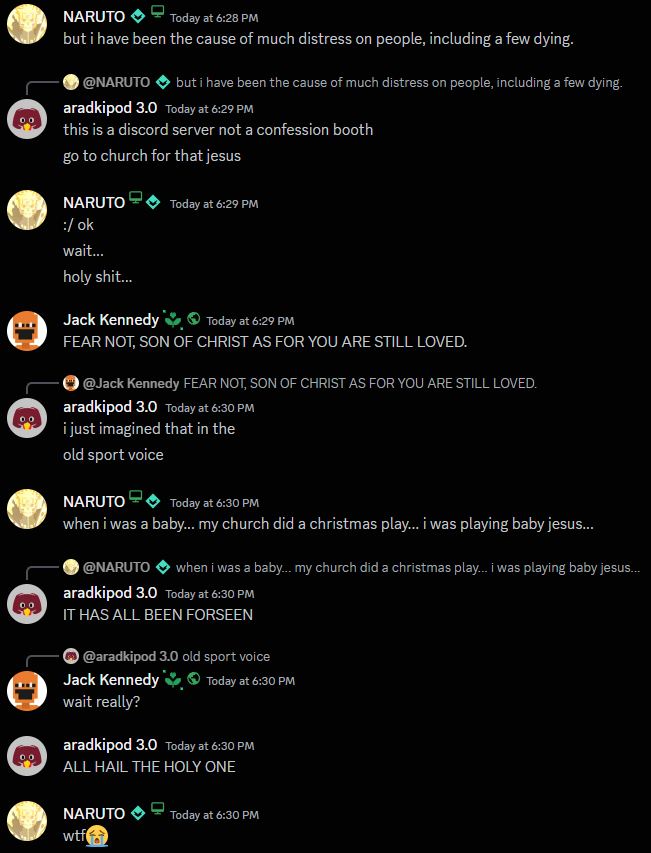 NARUTO Today at 6:28 PM
but i have been the cause of much distress on people, including a few dying.
@NARUTO but i have been the cause of much distress on people, including a few dying.
aradkipod 3.0 Today at 6:29 PM
this is a discord server not a confession booth
go to church for that jesus
NARUTO Today at 6:29 PM
:/ ok
wait...
holy shit...
Jack Kennedy Today at 6:29 PM
FEAR NOT, SON OF CHRIST AS FOR YOU ARE STILL LOVED.
@Jack Kennedy FEAR NOT, SON OF CHRIST AS FOR YOU ARE STILL LOVED.
aradkipod 3.0 Today at 6:30 PM
i just imagined that in the
old sport voice
NARUTO Today at 6:30 PM
when i was a baby... my church did a christmas play... i was playing baby jesus...
@NARUTO when i was a baby... my church did a christmas play... i was playing baby jesus...
aradkipod 3.0 Today at 6:30 PM
IT HAS ALL BEEN FORSEEN
@aradkipod 3.0 old sport voice
Jack Kennedy Today at 6:30 PM
wait really?
aradkipod 3.0 Today at 6:30 PM
ALL HAIL THE HOLY ONE
NARUTO Today at 6:30 PM
wtf😭